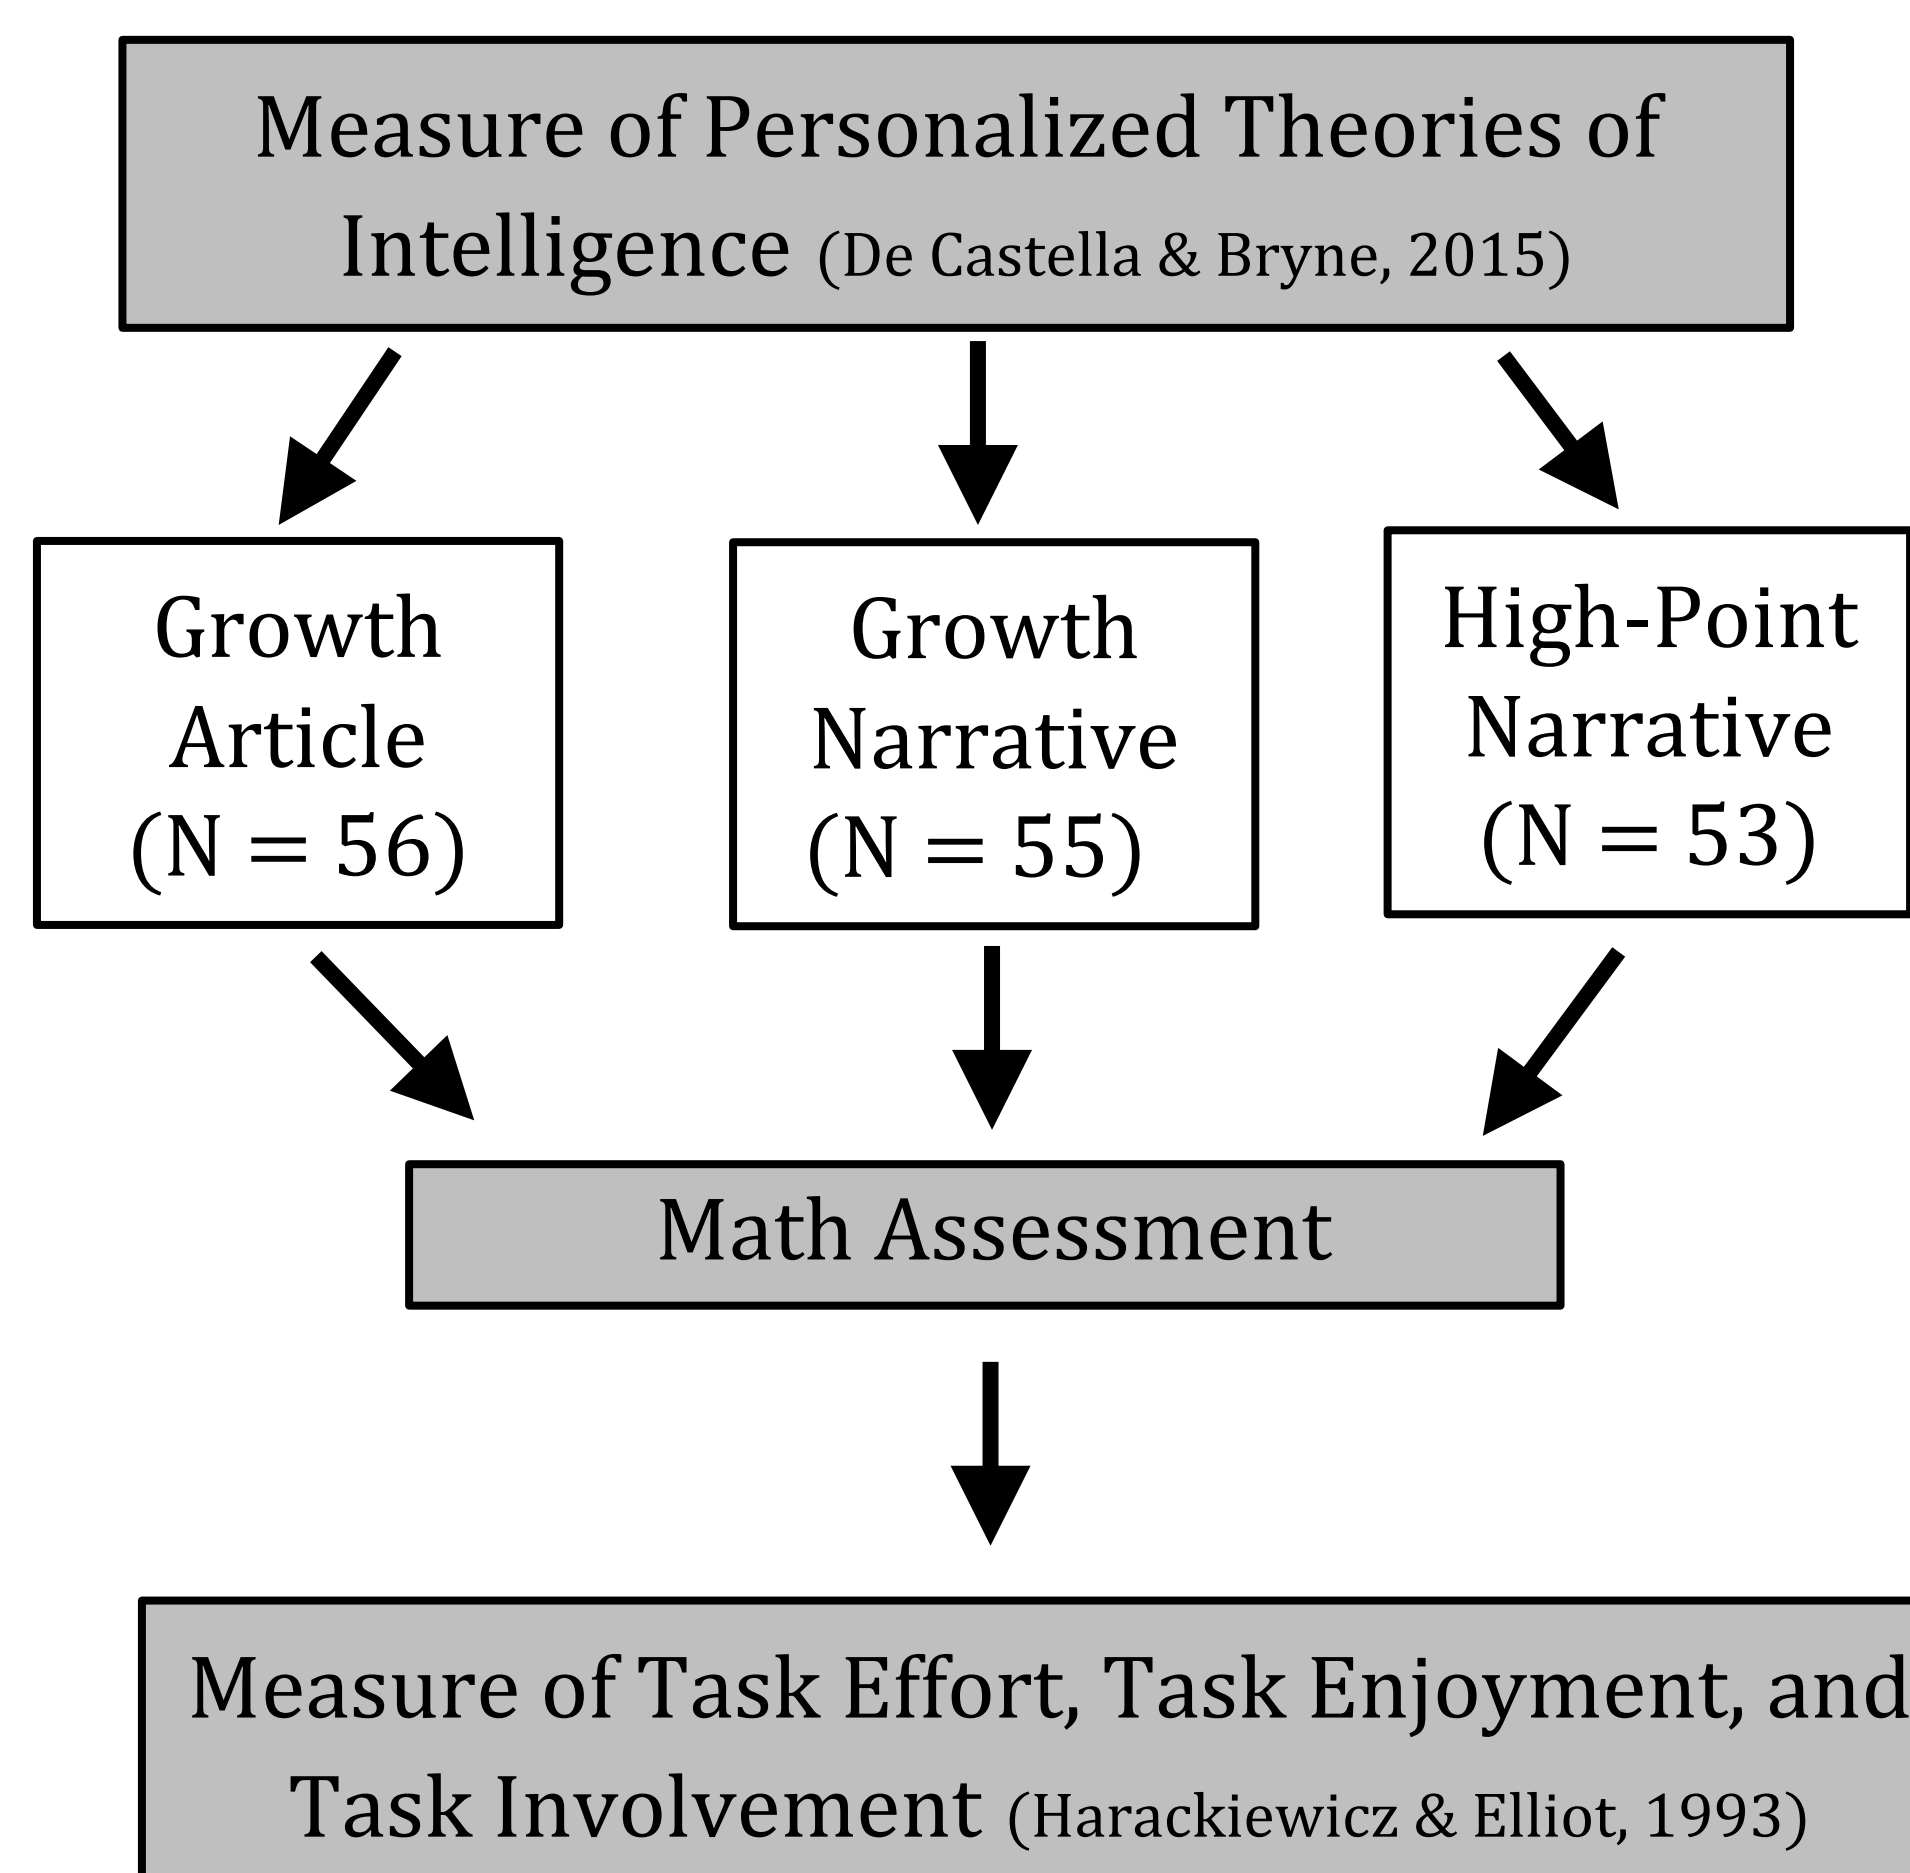 Measure of Personalized Theories of
Intelligence (De Castella & Bryne, 2015)
Growth
Article
(N = 56)
Growth
Narrative
(N = 55)
High-Point
Narrative
(N = 53)
Math Assessment
Measure of Task Effort, Task Enjoyment, and
Task Involvement (Harackiewicz & Elliot, 1993)